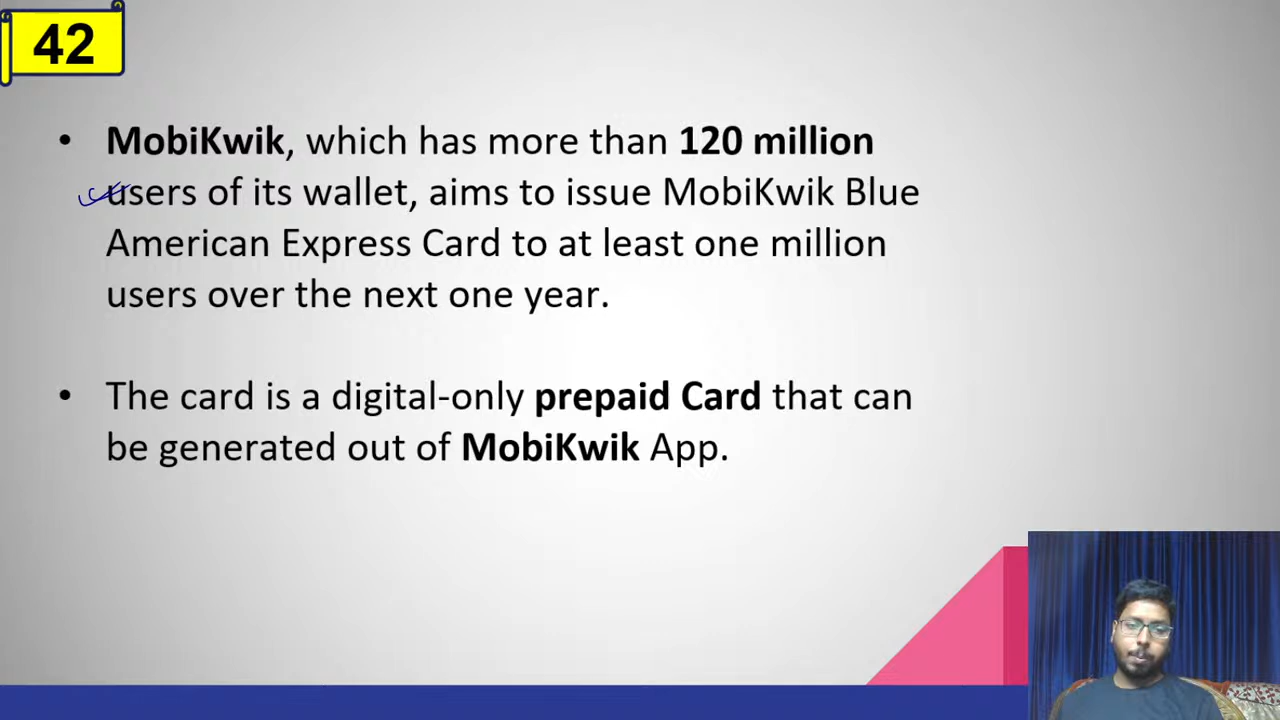 42
• MobiKwik, which has more than 120 million
users of its wallet, aims to issue MobiKwik Blue
American Express Card to at least one million
users over the next one year.
• The card is a digital-only prepaid Card that can
be generated out of MobiKwik App.